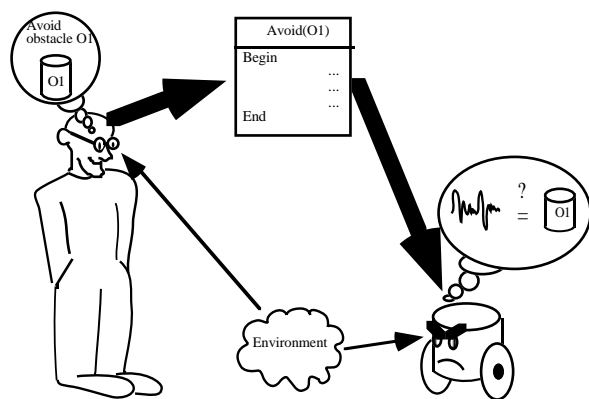 Avoid
obstacle O1
O1
Avoid(O1)
Begin
...
...
...
End
?
=
O1
Environment